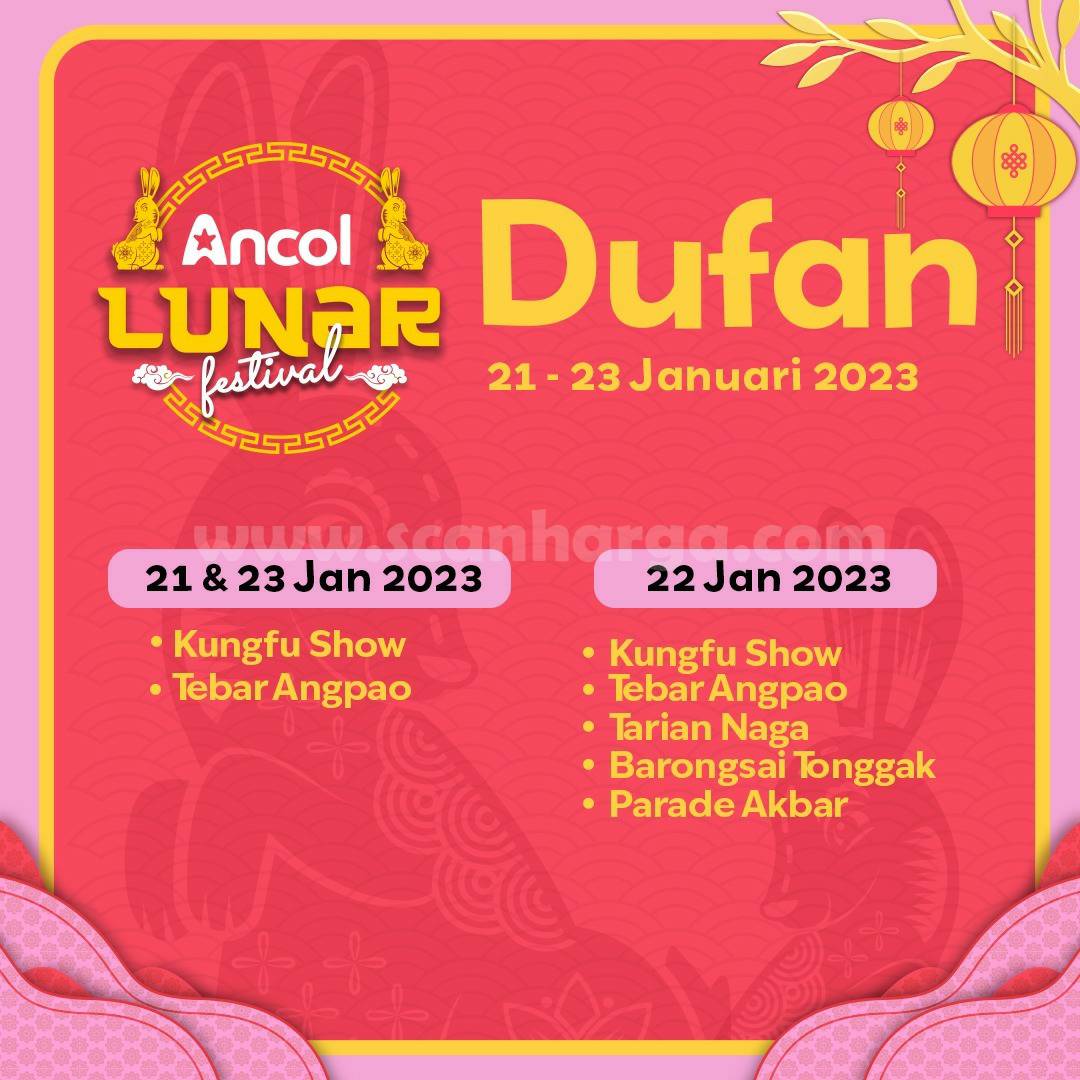 Ancol
LUNAR
festival
Dufan
21 - 23 Januari 2023
www.scanharga.com
21 & 23 Jan 2023
• Kungfu Show
• Tebar Angpao
22 Jan 2023
• Kungfu Show
• Tebar Angpao
• Tarian Naga
• Barongsai Tonggak
• Parade Akbar